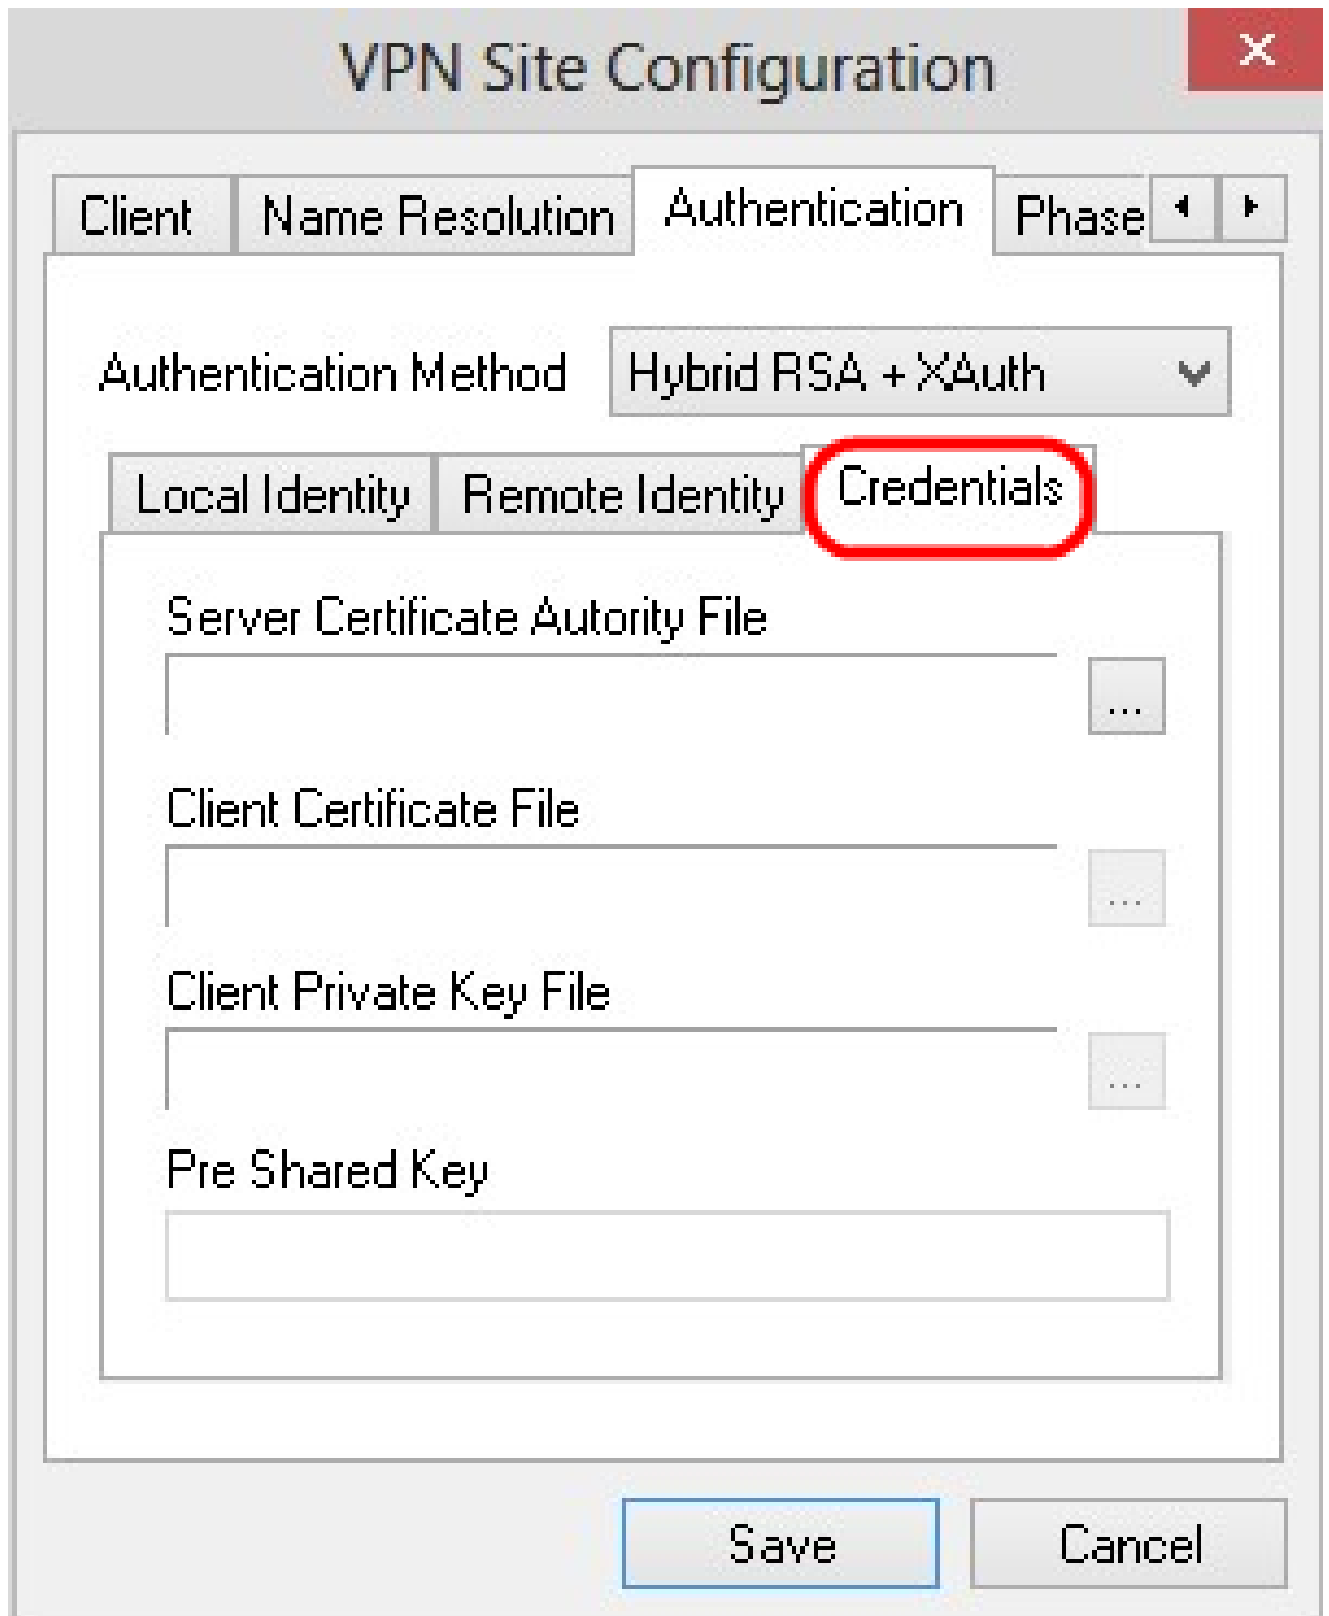 VPN Site Configuration
Client Name Resolution Authentication Phase
Authentication Method Hybrid RSA + XAuth
Local Identity Remote Identity Credentials
Server Certificate Autority File
...
Client Certificate File
...
Client Private Key File
...
Pre Shared Key
Save Cancel